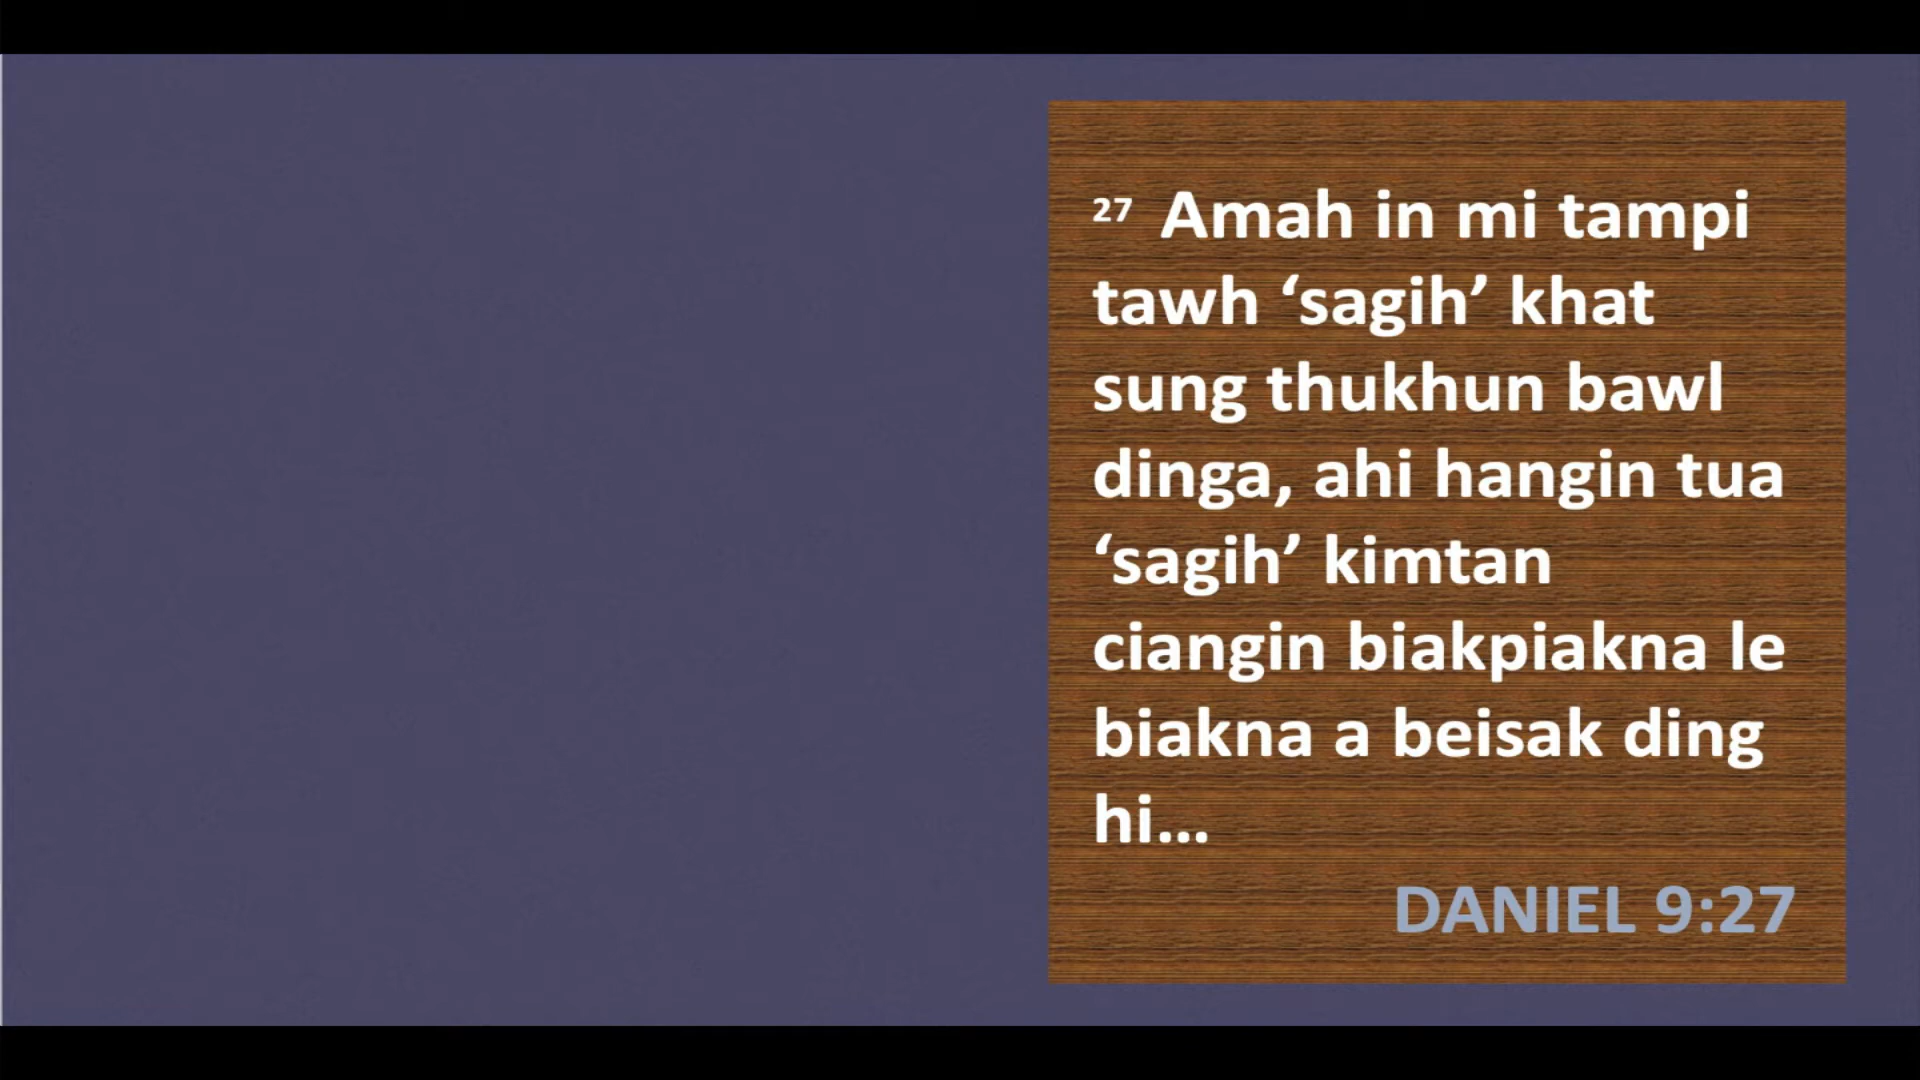 27 Amah in mi tampi
tawh ‘sagih’ khat
sung thukhun bawl
dinga, ahi hangin tua
‘sagih’ kimtan
ciangin biakpiakna le
biakna a beisak ding
hi...
DANIEL 9:27